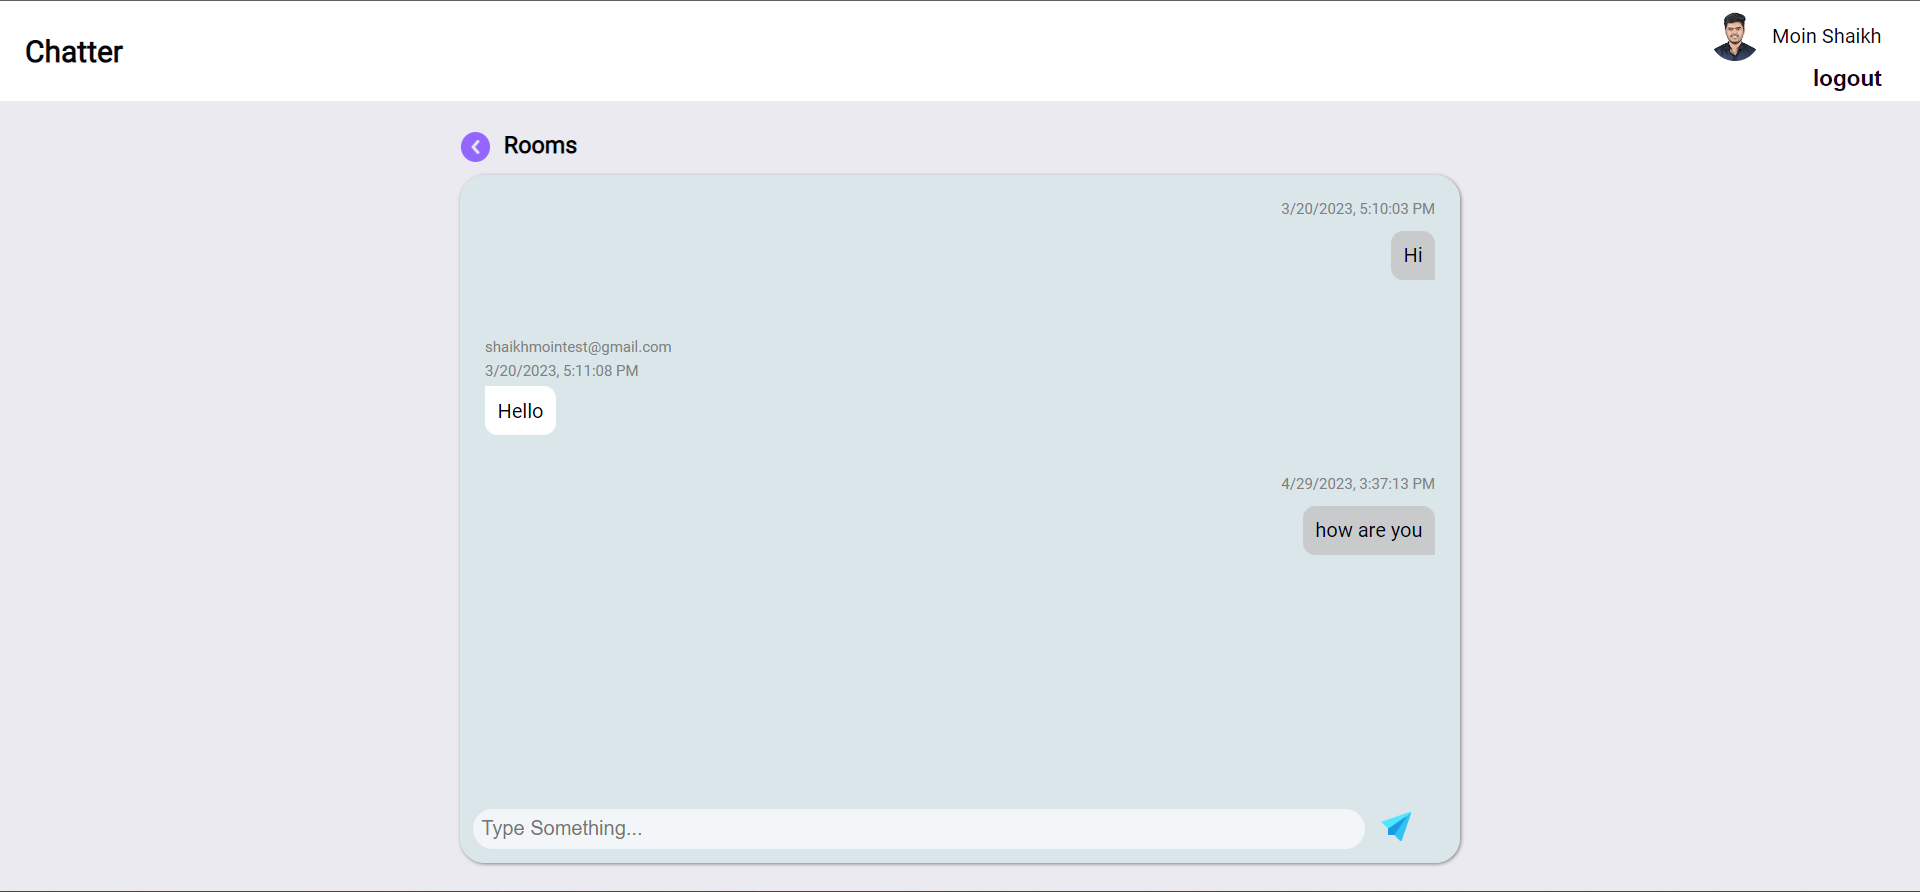 Chatter
Moin Shaikh
logout
Rooms
3/20/2023, 5:10:03 PM
Hi
shaikhmointest@gmail.com
3/20/2023, 5:11:08 PM
Hello
4/29/2023, 3:37:13 PM
how are you
Type Something...